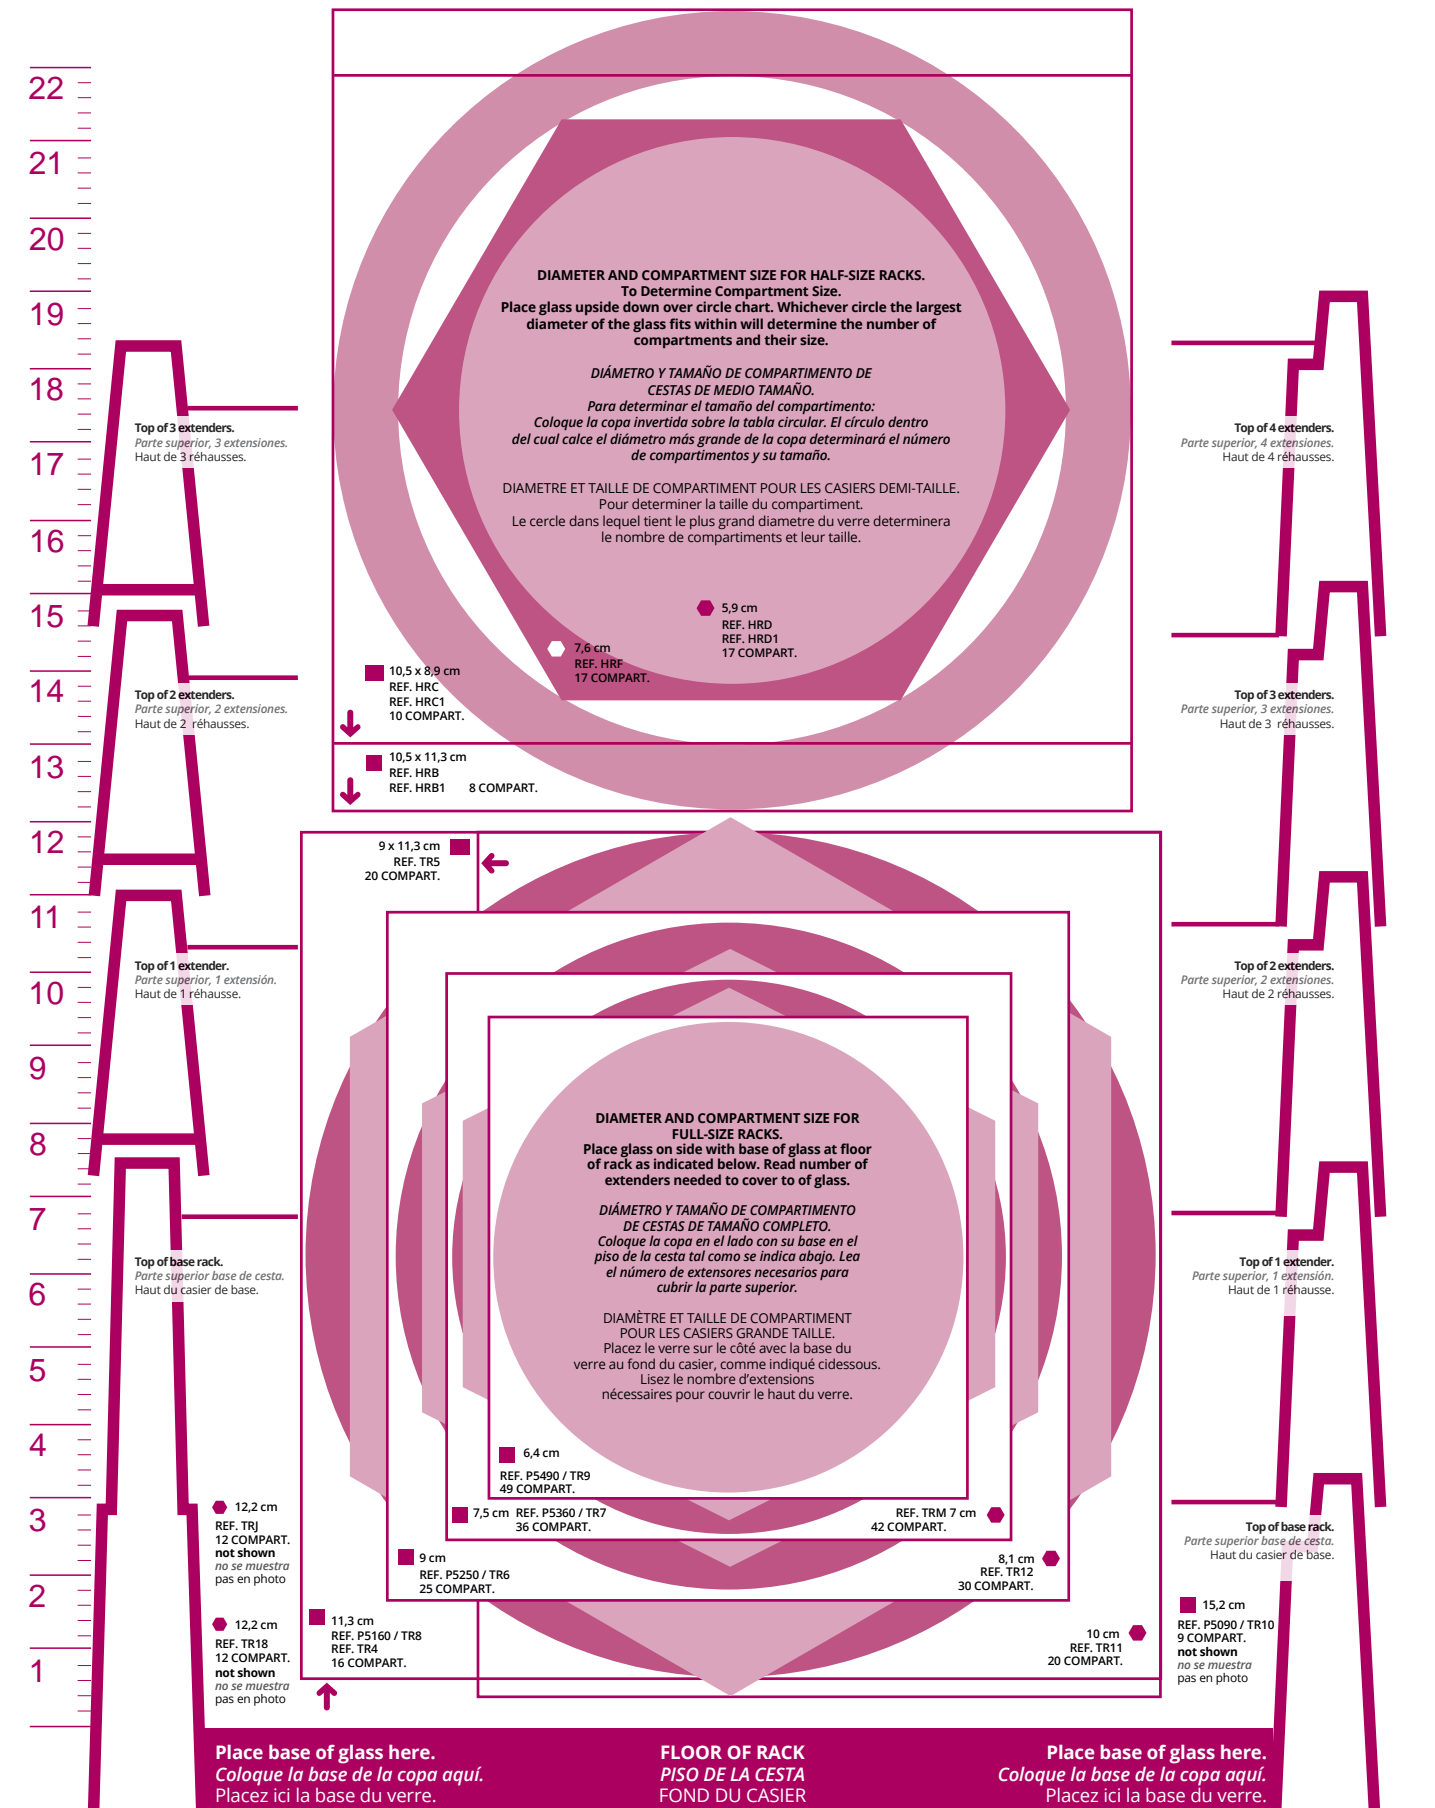 22
21
20
19
18
17
16
15
14
13
12
11
10
9
8
7
6
5
4
3
2
1
Top of 3 extenders.
Parte superior, 3 extensiones.
Haut de 3 réhausses.
Top of 2 extenders.
Parte superior, 2 extensiones.
Haut de 2 réhausses.
Top of 1 extender.
Parte superior, 1 extensión.
Haut de 1 réhausse.
Top of base rack.
Parte superior base de cesta.
Haut du casier de base.
12,2 cm
REF. TRJ
12 COMPART.
not shown
no se muestra
pas en photo
12,2 cm
REF. TR18
12 COMPART.
not shown
no se muestra
pas en photo
DIAMETER AND COMPARTMENT SIZE FOR HALF-SIZE RACKS.
To Determine Compartment Size.
Place glass upside down over circle chart. Whichever circle the largest
diameter of the glass fits within will determine the number of
compartments and their size.
DIÁMETRO Y TAMAÑO DE COMPARTIMENTO DE
CESTAS DE MEDIO TAMAÑO.
Para determinar el tamaño del compartimento:
Coloque la copa invertida sobre la tabla circular. El círculo dentro
del cual calce el diámetro más grande de la copa determinará el número
de compartimentos y su tamaño.
DIAMETRE ET TAILLE DE COMPARTIMENT POUR LES CASIERS DEMI-TAILLE.
Pour determiner la taille du compartiment.
Le cercle dans lequel tient le plus grand diametre du verre determinera
le nombre de compartiments et leur taille.
5,9 cm
REF. HRD
REF. HRD1
17 COMPART.
7,6 cm
REF. HRF
17 COMPART.
10,5 x 8,9 cm
REF. HRC
REF. HRC1
10 COMPART.
10,5 x 11,3 cm
REF. HRB
REF. HRB1 8 COMPART.
9 x 11,3 cm
REF. TR5
20 COMPART.
DIAMETER AND COMPARTMENT SIZE FOR
FULL-SIZE RACKS.
Place glass on side with base of glass at floor
of rack as indicated below. Read number of
extenders needed to cover to of glass.
DIÁMETRO Y TAMAÑO DE COMPARTIMENTO
DE CESTAS DE TAMAÑO COMPLETO.
Coloque la copa en el lado con su base en el
piso de la cesta tal como se indica abajo. Lea
el número de extensores necesarios para
cubrir la parte superior.
DIAMÈTRE ET TAILLE DE COMPARTIMENT
POUR LES CASIERS GRANDE TAILLE.
Placez le verre sur le côté avec la base du
verre au fond du casier, comme indiqué cidessous.
Lisez le nombre d'extensions
nécessaires pour couvrir le haut du verre.
6,4 cm
REF. P5490 / TR9
49 COMPART.
7,5 cm REF. P5360 / TR7
36 COMPART.
REF. TRM 7 cm
42 COMPART.
9 cm
REF. P5250 / TR6
25 COMPART.
8,1 cm
REF. TR12
30 COMPART.
11,3 cm
REF. P5160 / TR8
REF. TR4
16 COMPART.
10 cm
REF. TR11
20 COMPART.
Top of 4 extenders.
Parte superior, 4 extensiones.
Haut de 4 réhausses.
Top of 3 extenders.
Parte superior, 3 extensiones.
Haut de 3 réhausses.
Top of 2 extenders.
Parte superior, 2 extensiones.
Haut de 2 réhausses.
Top of 1 extender.
Parte superior, 1 extensión.
Haut de 1 réhausse.
Top of base rack.
Parte superior base de cesta.
Haut du casier de base.
15,2 cm
REF. P5090 / TR10
9 COMPART.
not shown
no se muestra
pas en photo
Place base of glass here.
Coloque la base de la copa aquí.
Placez ici la base du verre.
FLOOR OF RACK
PISO DE LA CESTA
FOND DU CASIER
Place base of glass here.
Coloque la base de la copa aquí.
Placez ici la base du verre.